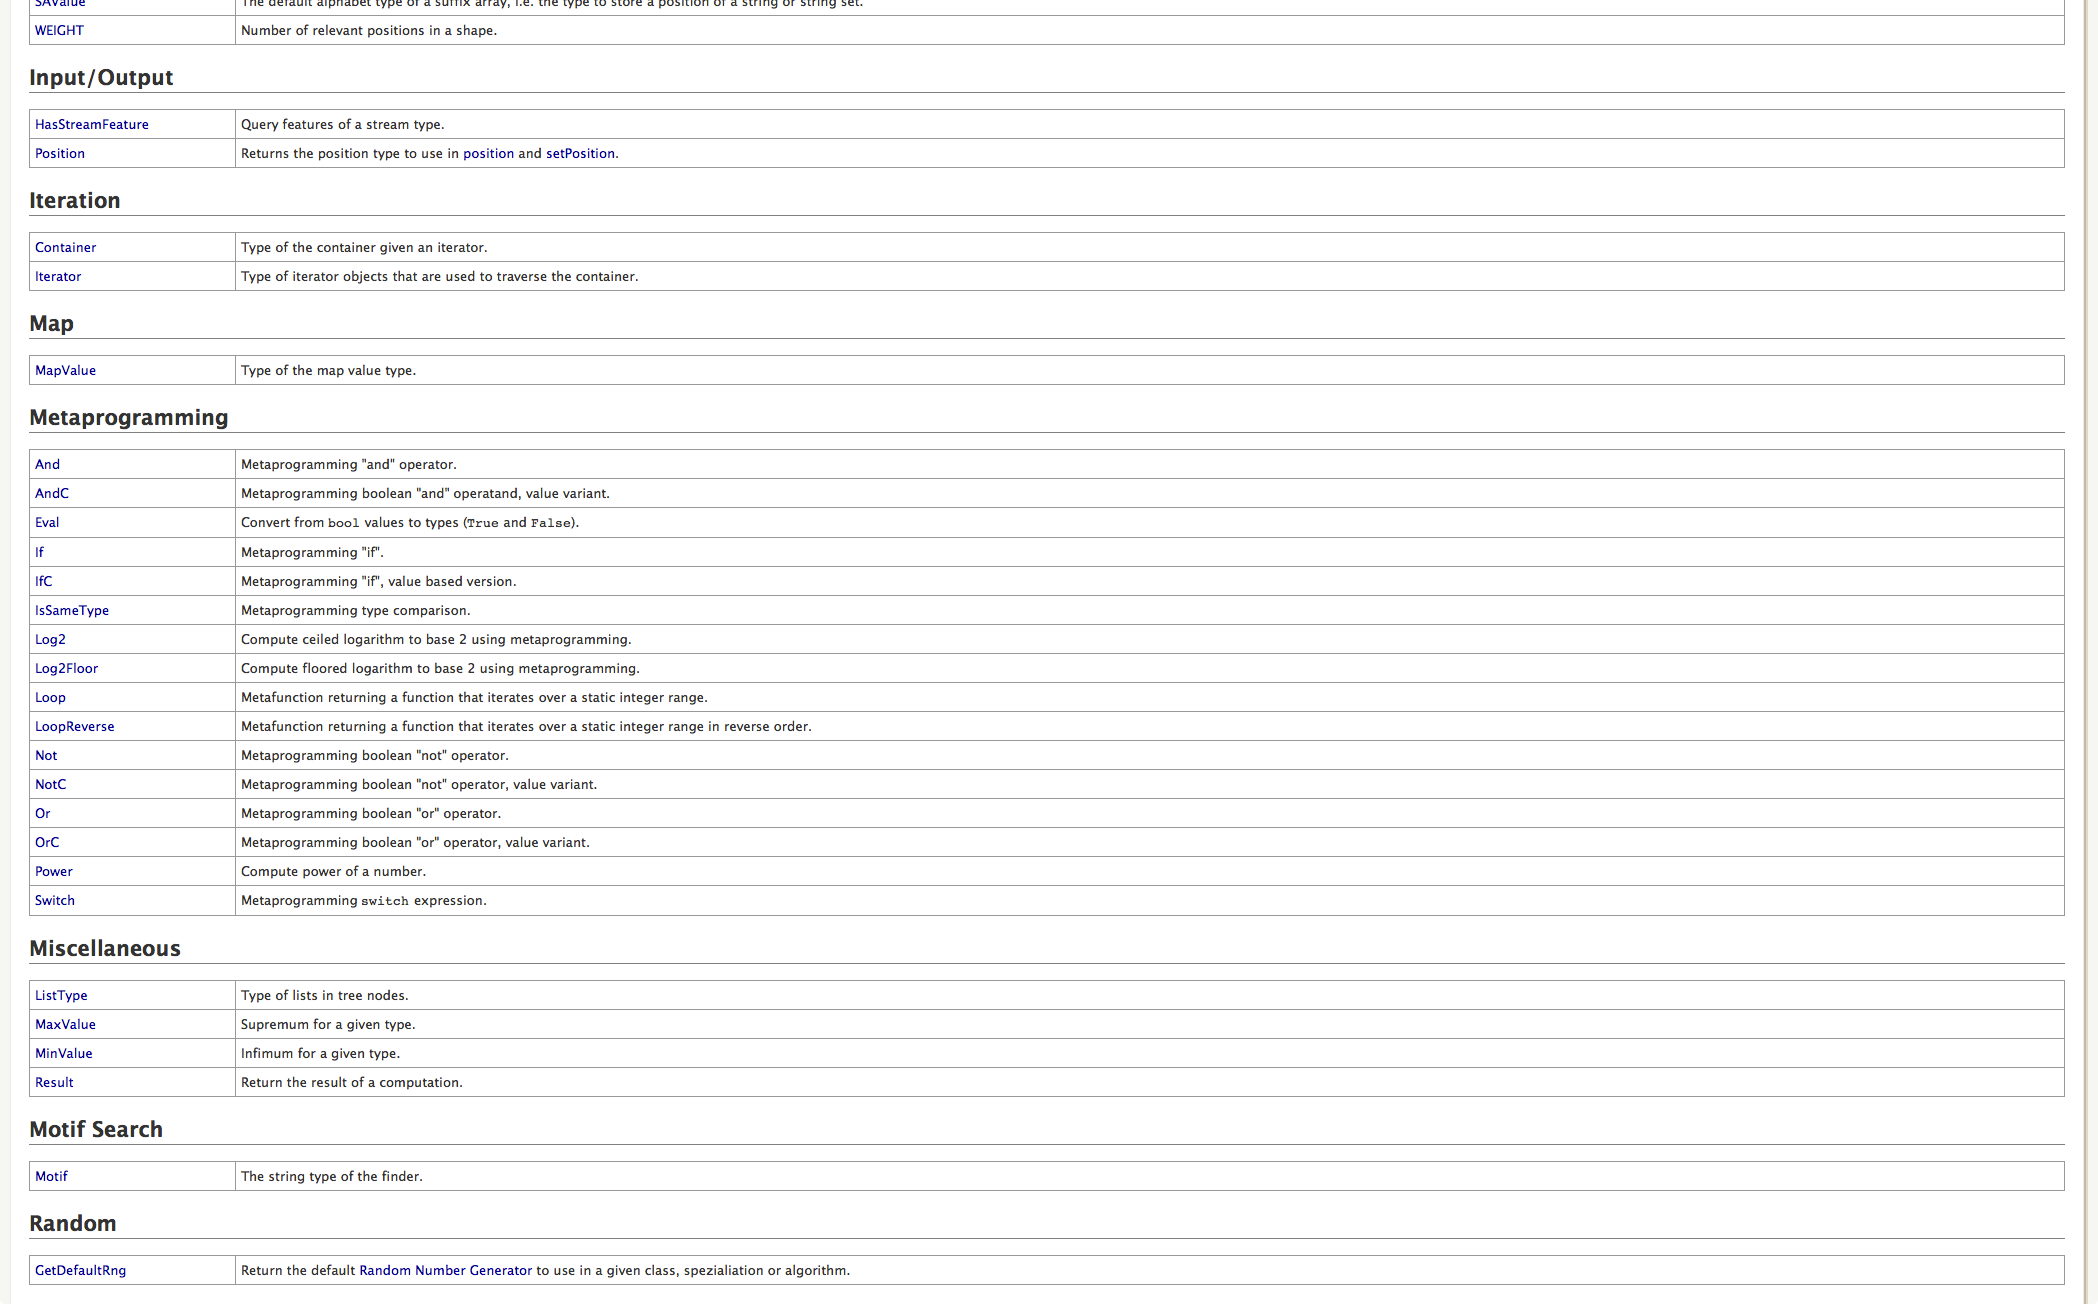 SAValue The default alphabet type of a suffix array, i.e. the type to store a position of a string or string set.
WEIGHT Number of relevant positions in a shape.
Input/Output
HasStreamFeature Query features of a stream type.
Position Returns the position type to use in position and setPosition.
Iteration
Container Type of the container given an iterator.
Iterator Type of iterator objects that are used to traverse the container.
Map
MapValue Type of the map value type.
Metaprogramming
And Metaprogramming "and" operator.
AndC Metaprogramming boolean "and" operatand, value variant.
Eval Convert from bool values to types (True and False).
If Metaprogramming "if".
IfC Metaprogramming "if", value based version.
IsSameType Metaprogramming type comparison.
Log2 Compute ceiled logarithm to base 2 using metaprogramming.
Log2Floor Compute floored logarithm to base 2 using metaprogramming.
Loop Metafunction returning a function that iterates over a static integer range.
LoopReverse Metafunction returning a function that iterates over a static integer range in reverse order.
Not Metaprogramming boolean "not" operator.
NotC Metaprogramming boolean "not" operator, value variant.
Or Metaprogramming boolean "or" operator.
OrC Metaprogramming boolean "or" operator, value variant.
Power Compute power of a number.
Switch Metaprogramming switch expression.
Miscellaneous
ListType Type of lists in tree nodes.
MaxValue Supremum for a given type.
MinValue Infimum for a given type.
Result Return the result of a computation.
Motif Search
Motif The string type of the finder.
Random
GetDefaultRng Return the default Random Number Generator to use in a given class, spezialiation or algorithm.